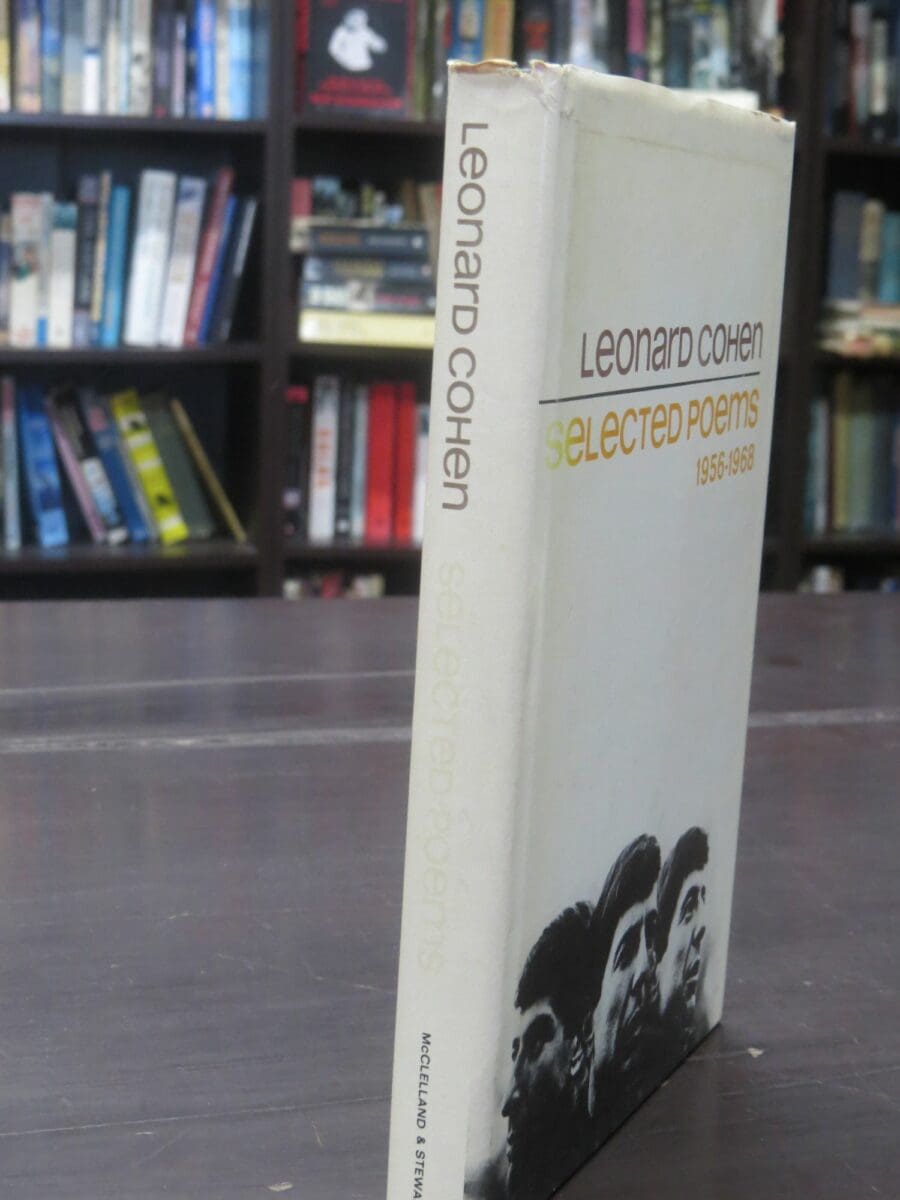 Leonard Cohen
Selected Poems
McCLELLAND & STEWA
Leonard Cohen
Selected Poems
1956-1968